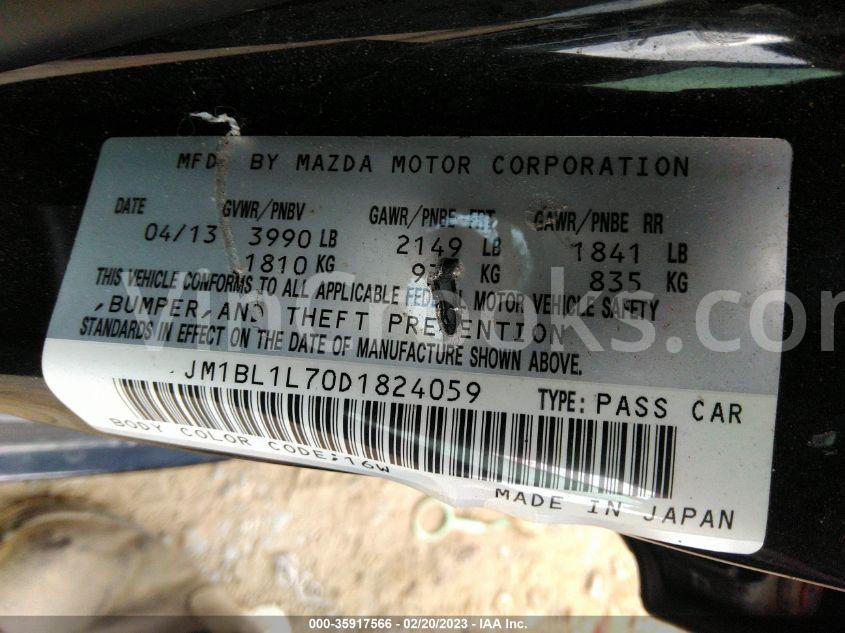 MFD BY MAZDA MOTOR CORPORATION
DATE GVWR/PNBV GAWR/PNBE FRT GAWR/PNBE RR
04/13 3990 LB 2149 LB 1841 LB
1810 KG KG 835 KG
THIS VEHICLE CONFORMS TO ALL APPLICABLE FEDERAL MOTOR VEHICLE SAFETY
,BUMPER,AND THEFT PREVENTION
STANDARDS IN EFFECT ON THE DATE OF MANUFACTURE SHOWN ABOVE.
JM1BL1L70D1824059 TYPE: PASS CAR
BODY COLOR CODE:16W
MADE IN JAPAN
000-35917566 — 02/20/2023 — © IAA Inc.